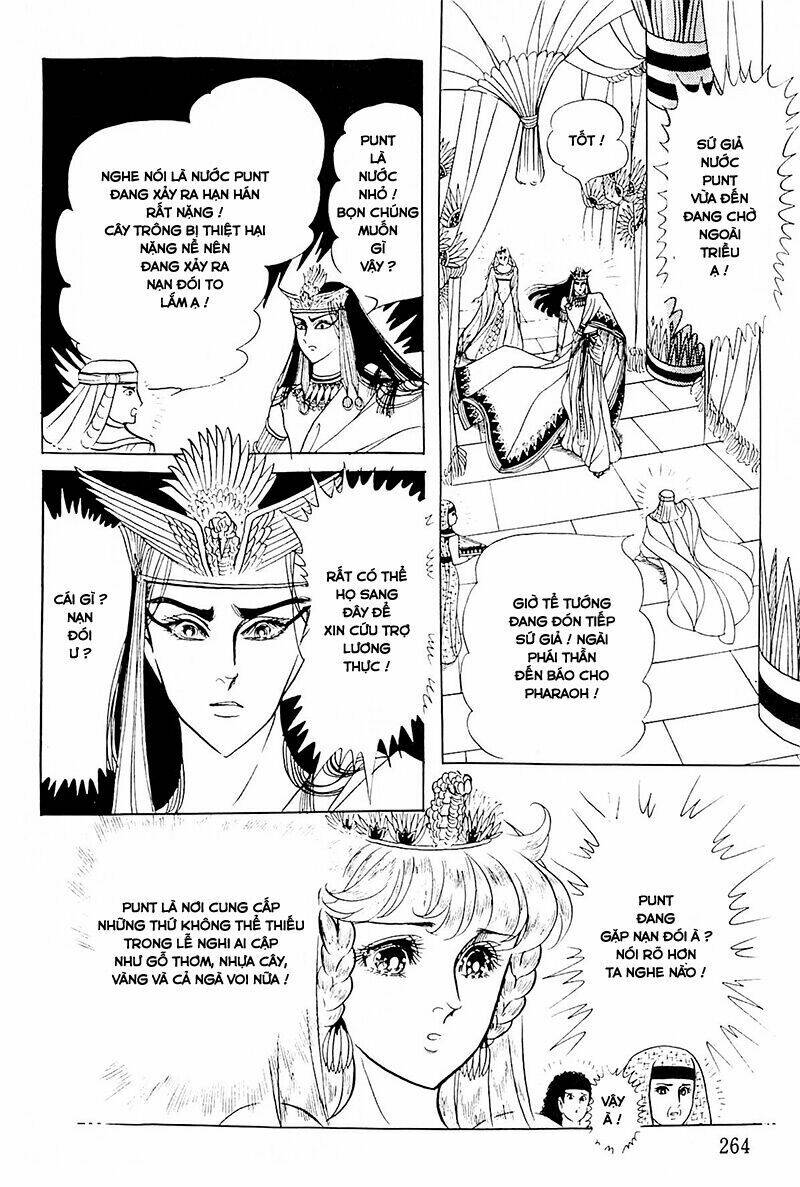 SỨ GIẢ
NƯỚC
PUNT
VỪA ĐẾN
ĐANG CHỜ
NGOÀI
TRIỀU
Ạ !
TỐT !
GIỜ TỂ TƯỚNG
ĐANG ĐÓN TIẾP
SỨ GIẢ ! NGÀI
PHÁI THẦN
ĐẾN BÁO CHO
PHARAOH !
PUNT
LÀ
NƯỚC
NHỎ !
BỌN CHÚNG
MUỐN
GÌ
VẬY ?
NGHE NÓI LÀ NƯỚC PUNT
ĐANG XẢY RA HẠN HÁN
RẤT NẶNG !
CÂY TRÔNG BỊ THIỆT HẠI
NẶNG NỀ NÊN
ĐANG XẢY RA
NẠN ĐÓI TO
LẮM Ạ !
RẤT CÓ THỂ
HỌ SANG
ĐÂY ĐỂ
XIN CỨU TRỢ
LƯƠNG
THỰC !
CÁI GÌ ?
NẠN
ĐÓI
Ư ?
PUNT
ĐANG
GẶP NẠN ĐÓI À ?
NÓI RÕ HƠN
TA NGHE NÀO !
PUNT LÀ NƠI CUNG CẤP
NHỮNG THỨ KHÔNG THỂ THIẾU
TRONG LỄ NGHI AI CẬP
NHƯ GỖ THƠM, NHỰA CÂY,
VÀNG VÀ CẢ NGÀ VOI NỮA !
VẬY
À !
264